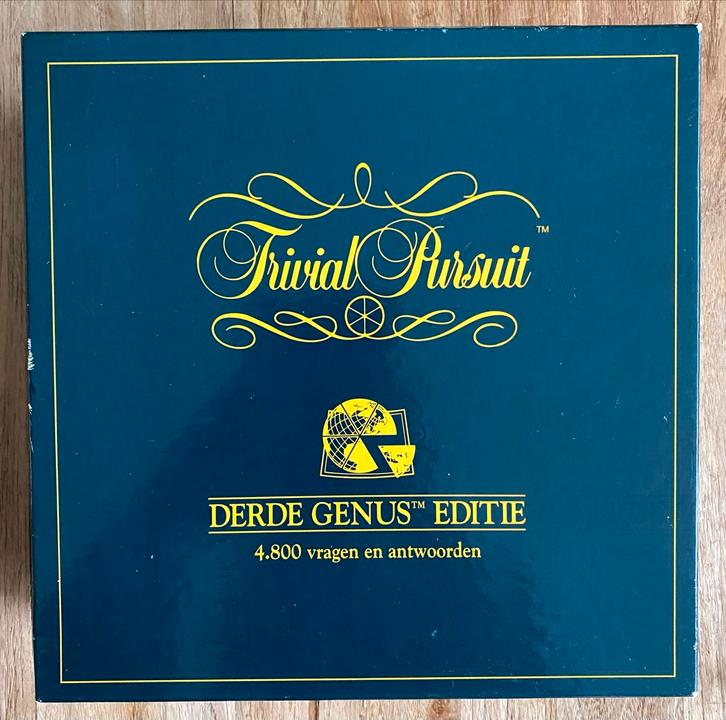 Trivial Pursuit™
DERDE GENUS™ EDITIE
4.800 vragen en antwoorden